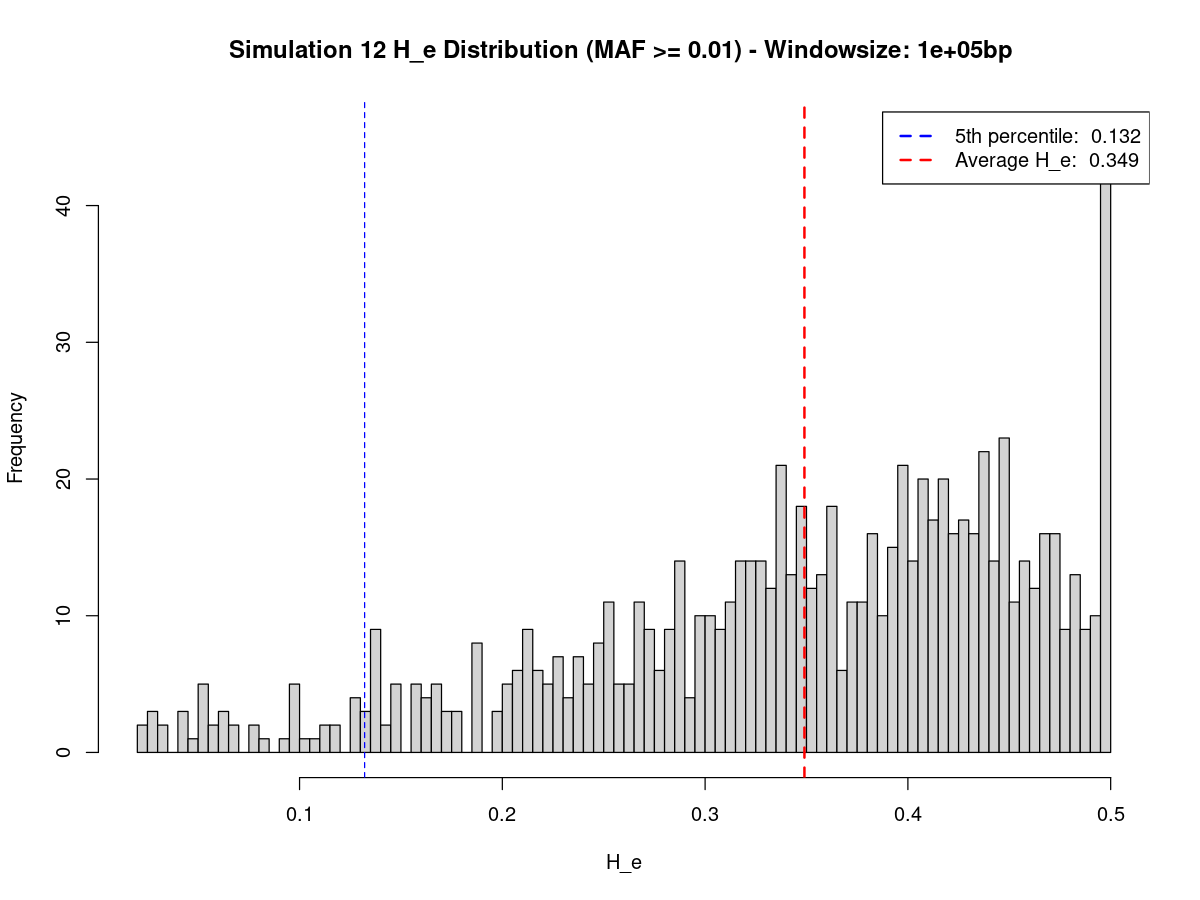 Simulation 12 H_e Distribution (MAF >= 0.01) - Windowsize: 1e+05bp
5th percentile: 0.132
Average H_e: 0.349
Frequency
40
30
20
10
0
0.1 0.2 0.3 0.4 0.5
H_e